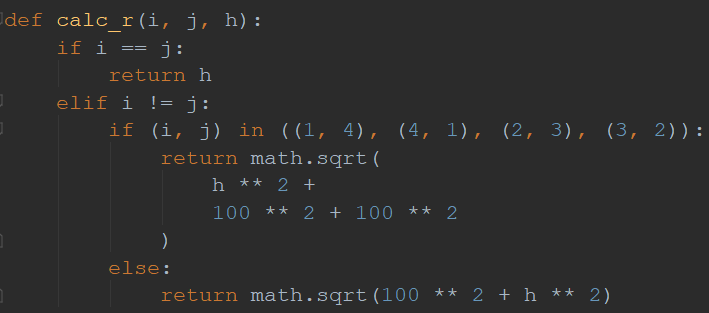 def calc_r(i, j, h):
    if i == j:
        return h
    elif i != j:
        if (i, j) in ((1, 4), (4, 1), (2, 3), (3, 2)):
            return math.sqrt(
                h ** 2 +
                100 ** 2 + 100 ** 2
            )
        else:
            return math.sqrt(100 ** 2 + h ** 2)